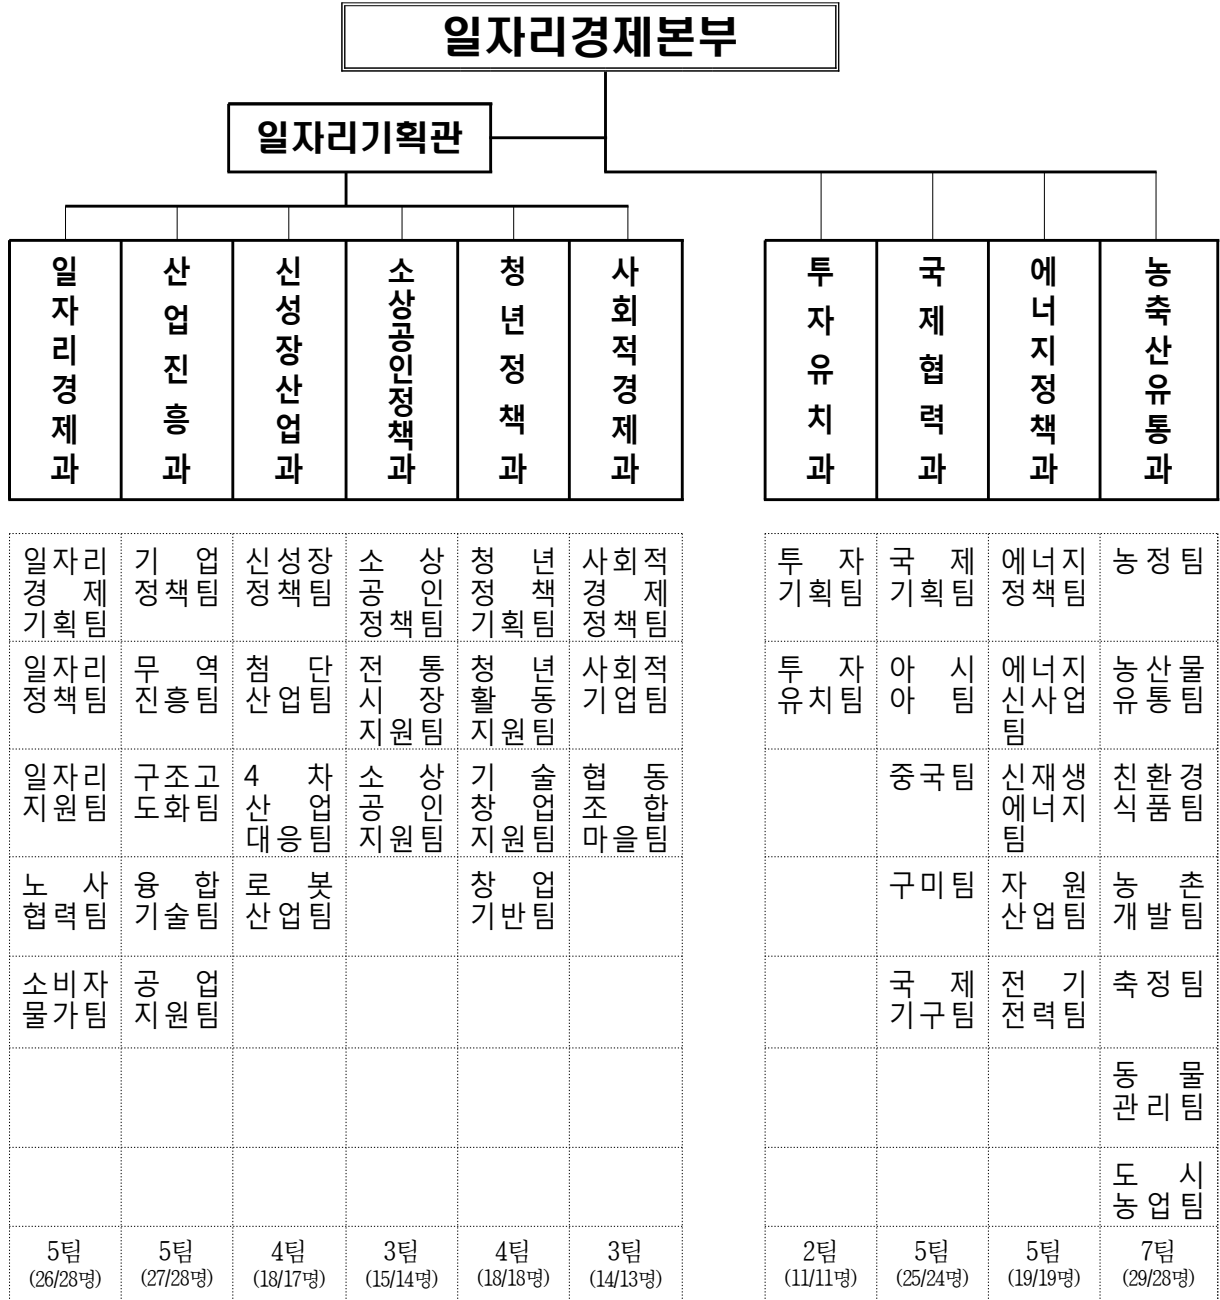 일자리경제본부
일자리기획관
일자리경제과
산업진흥과
신성장산업과
소상공인정책과
청년정책과
사회적경제과
투자유치과
국제협력과
에너지정책과
농축산유통과
일자리
경 제
기획팀
기 업
정책팀
신성장
정책팀
소 상
공 인
정책팀
청 년
정 책
기획팀
사회적
경 제
정책팀
투 자
기획팀
국 제
기획팀
에너지
정책팀
농정팀
일자리
정책팀
무 역
진흥팀
첨 단
산업팀
전 통
시 장
지원팀
청 년
활 동
지원팀
사회적
기업팀
투 자
유치팀
아 시
아 팀
에너지
신사업
팀
농산물
유통팀
일자리
지원팀
구조고
도화팀
4 차
산 업
대응팀
소 상
공 인
지원팀
기 술
창 업
지원팀
협 동
조 합
마을팀
중국팀
신재생
에너지
팀
친환경
식품팀
노 사
협력팀
융 합
기술팀
로 봇
산업팀
창 업
기반팀
구미팀
자 원
산업팀
농 촌
개발팀
소비자
물가팀
공 업
지원팀
국 제
기구팀
전 기
전력팀
축정팀
동 물
관리팀
도 시
농업팀
5팀
(26/28명)
5팀
(27/28명)
4팀
(18/17명)
3팀
(15/14명)
4팀
(18/18명)
3팀
(14/13명)
2팀
(11/11명)
5팀
(25/24명)
5팀
(19/19명)
7팀
(29/28명)